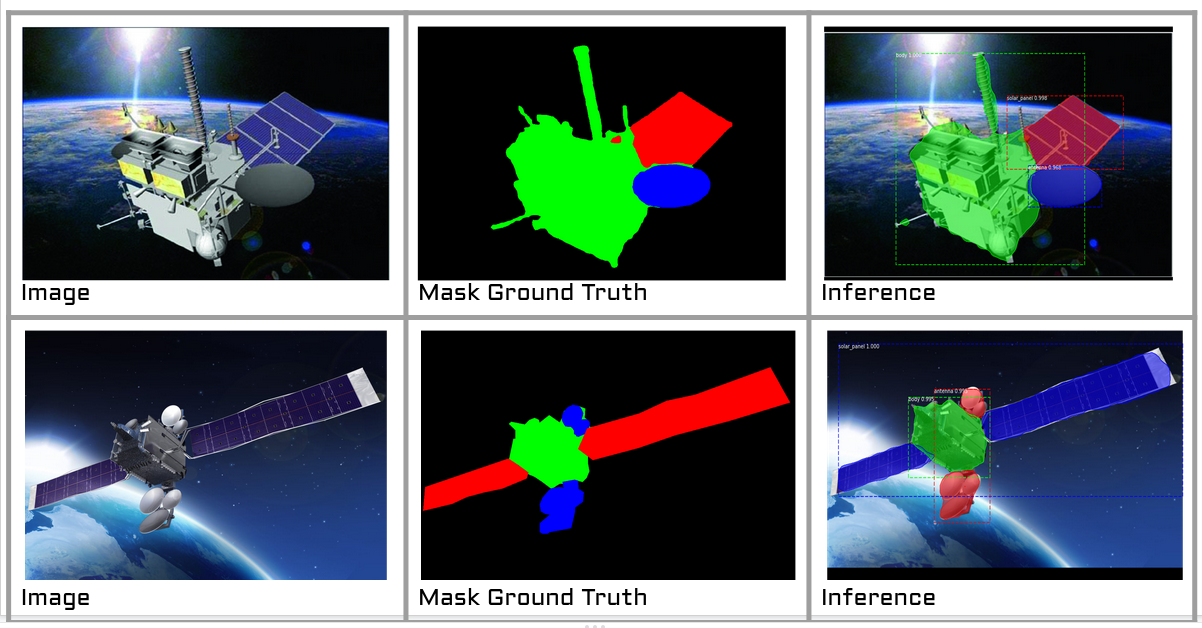 body 1.000
solar_panel 0.998
antenna 0.968
Image
Mask Ground Truth
Inference
solar_panel 1.000
antenna 0.99
body 0.995
Image
Mask Ground Truth
Inference